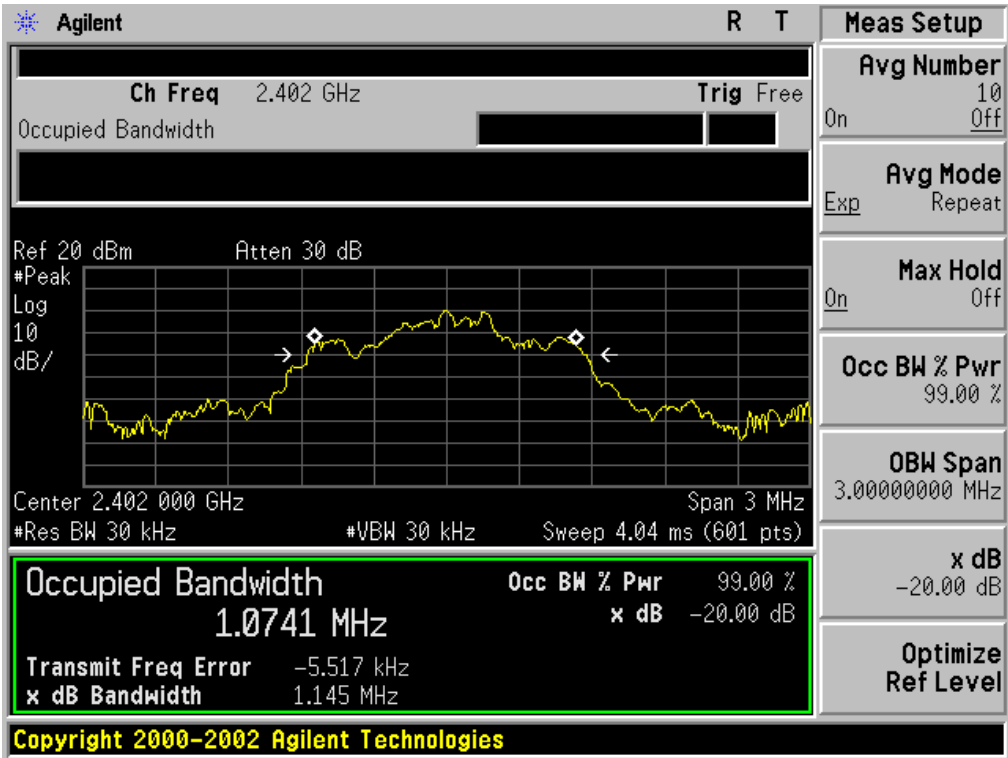 Agilent R T
Ch Freq 2.402 GHz Trig Free
Occupied Bandwidth
Ref 20 dBm Atten 30 dB
#Peak
Log
10
dB/
Center 2.402 000 GHz Span 3 MHz
#Res BW 30 kHz #VBW 30 kHz Sweep 4.04 ms (601 pts)
Occupied Bandwidth Occ BW % Pwr 99.00 %
1.0741 MHz x dB -20.00 dB
Transmit Freq Error -5.517 kHz
x dB Bandwidth 1.145 MHz
Copyright 2000-2002 Agilent Technologies
Meas Setup
Avg Number
10
On Off
Avg Mode
Exp Repeat
Max Hold
On Off
Occ BW % Pwr
99.00 %
OBW Span
3.00000000 MHz
x dB
-20.00 dB
Optimize
Ref Level